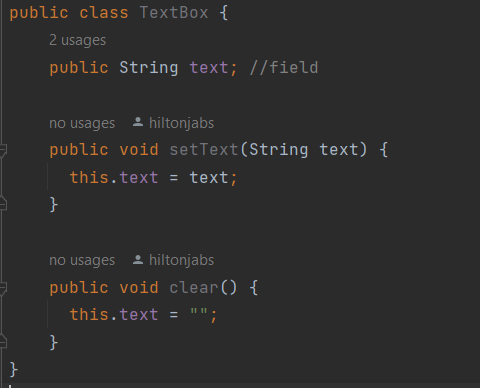 public class TextBox {
2 usages
public String text; //field
no usages hiltonjabs
public void setText(String text) {
this.text = text;
}
no usages hiltonjabs
public void clear() {
this.text = "";
}
}